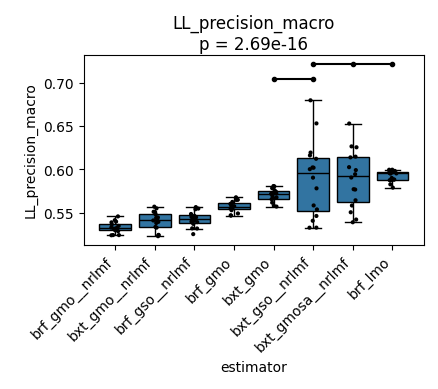 LL_precision_macro
p = 2.69e-16
LL_precision_macro
0.70
0.65
0.60
0.55
brf_gmo__nrlmf
bxt_gmo__nrlmf
brf_gso__nrlmf
brf_gmo
bxt_gmo
bxt_gso__nrlmf
bxt_gmosa__nrlmf
brf_lmo
estimator